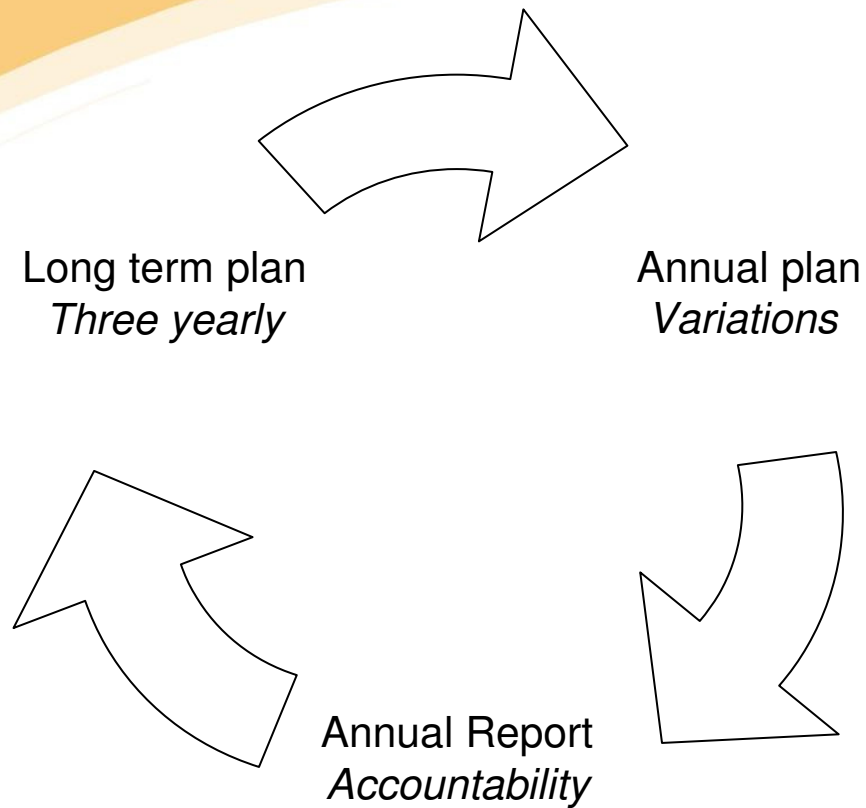 Long term plan
Three yearly
Annual plan
Variations
Annual Report
Accountability